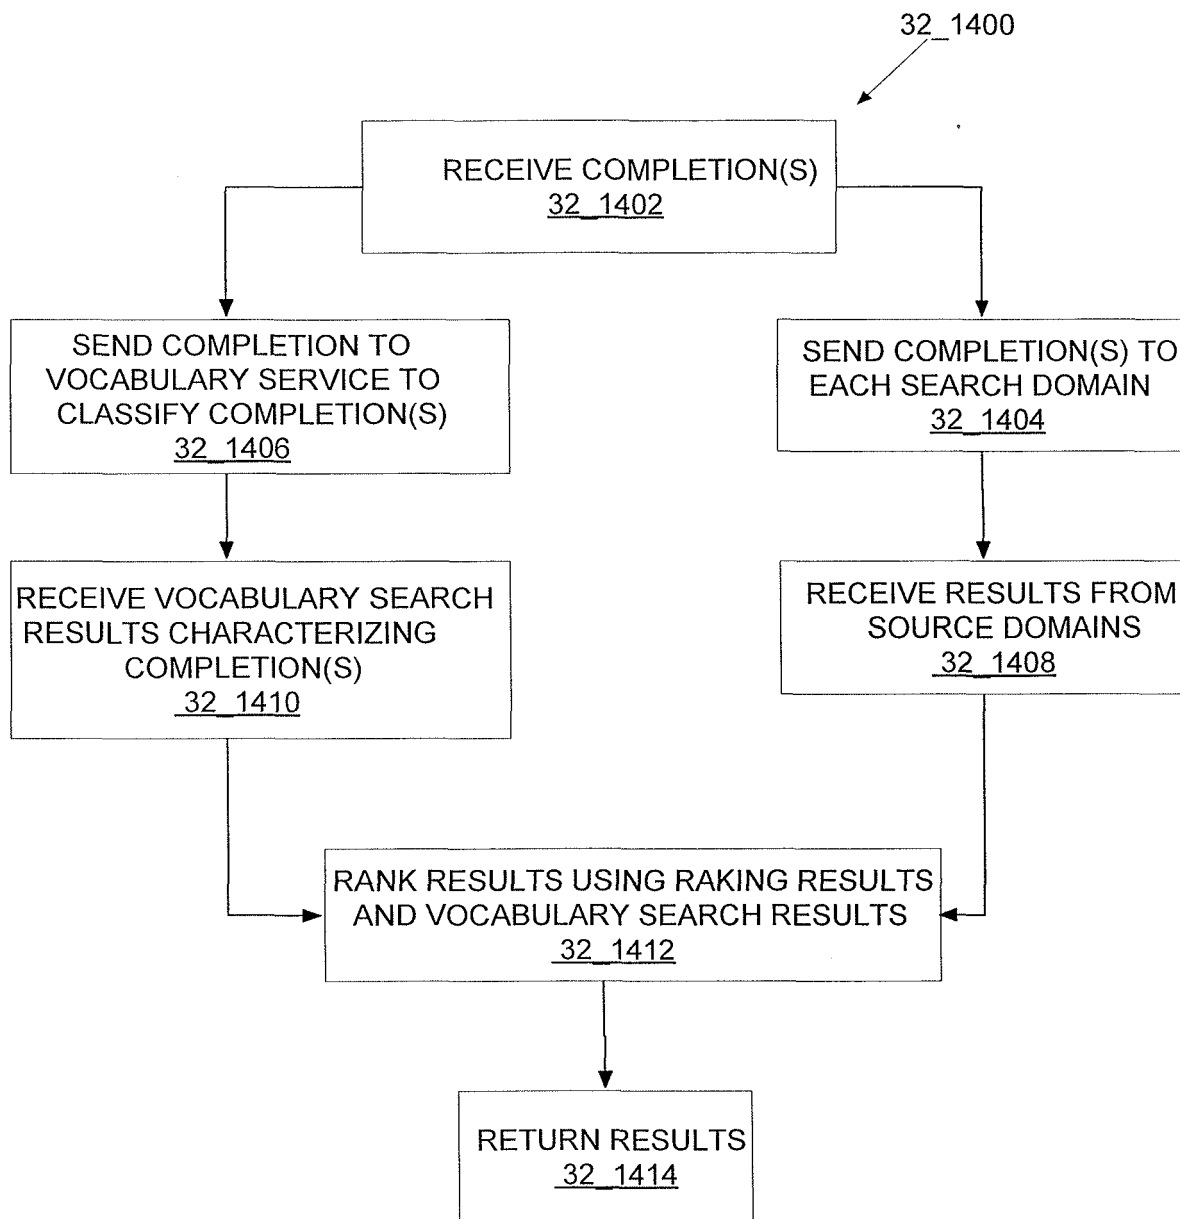 32_1400
RECEIVE COMPLETION(S)
32_1402
SEND COMPLETION TO
VOCABULARY SERVICE TO
CLASSIFY COMPLETION(S)
32_1406
SEND COMPLETION(S) TO
EACH SEARCH DOMAIN
32_1404
RECEIVE VOCABULARY SEARCH
RESULTS CHARACTERIZING
COMPLETION(S)
32_1410
RECEIVE RESULTS FROM
SOURCE DOMAINS
32_1408
RANK RESULTS USING RAKING RESULTS
AND VOCABULARY SEARCH RESULTS
32_1412
RETURN RESULTS
32_1414